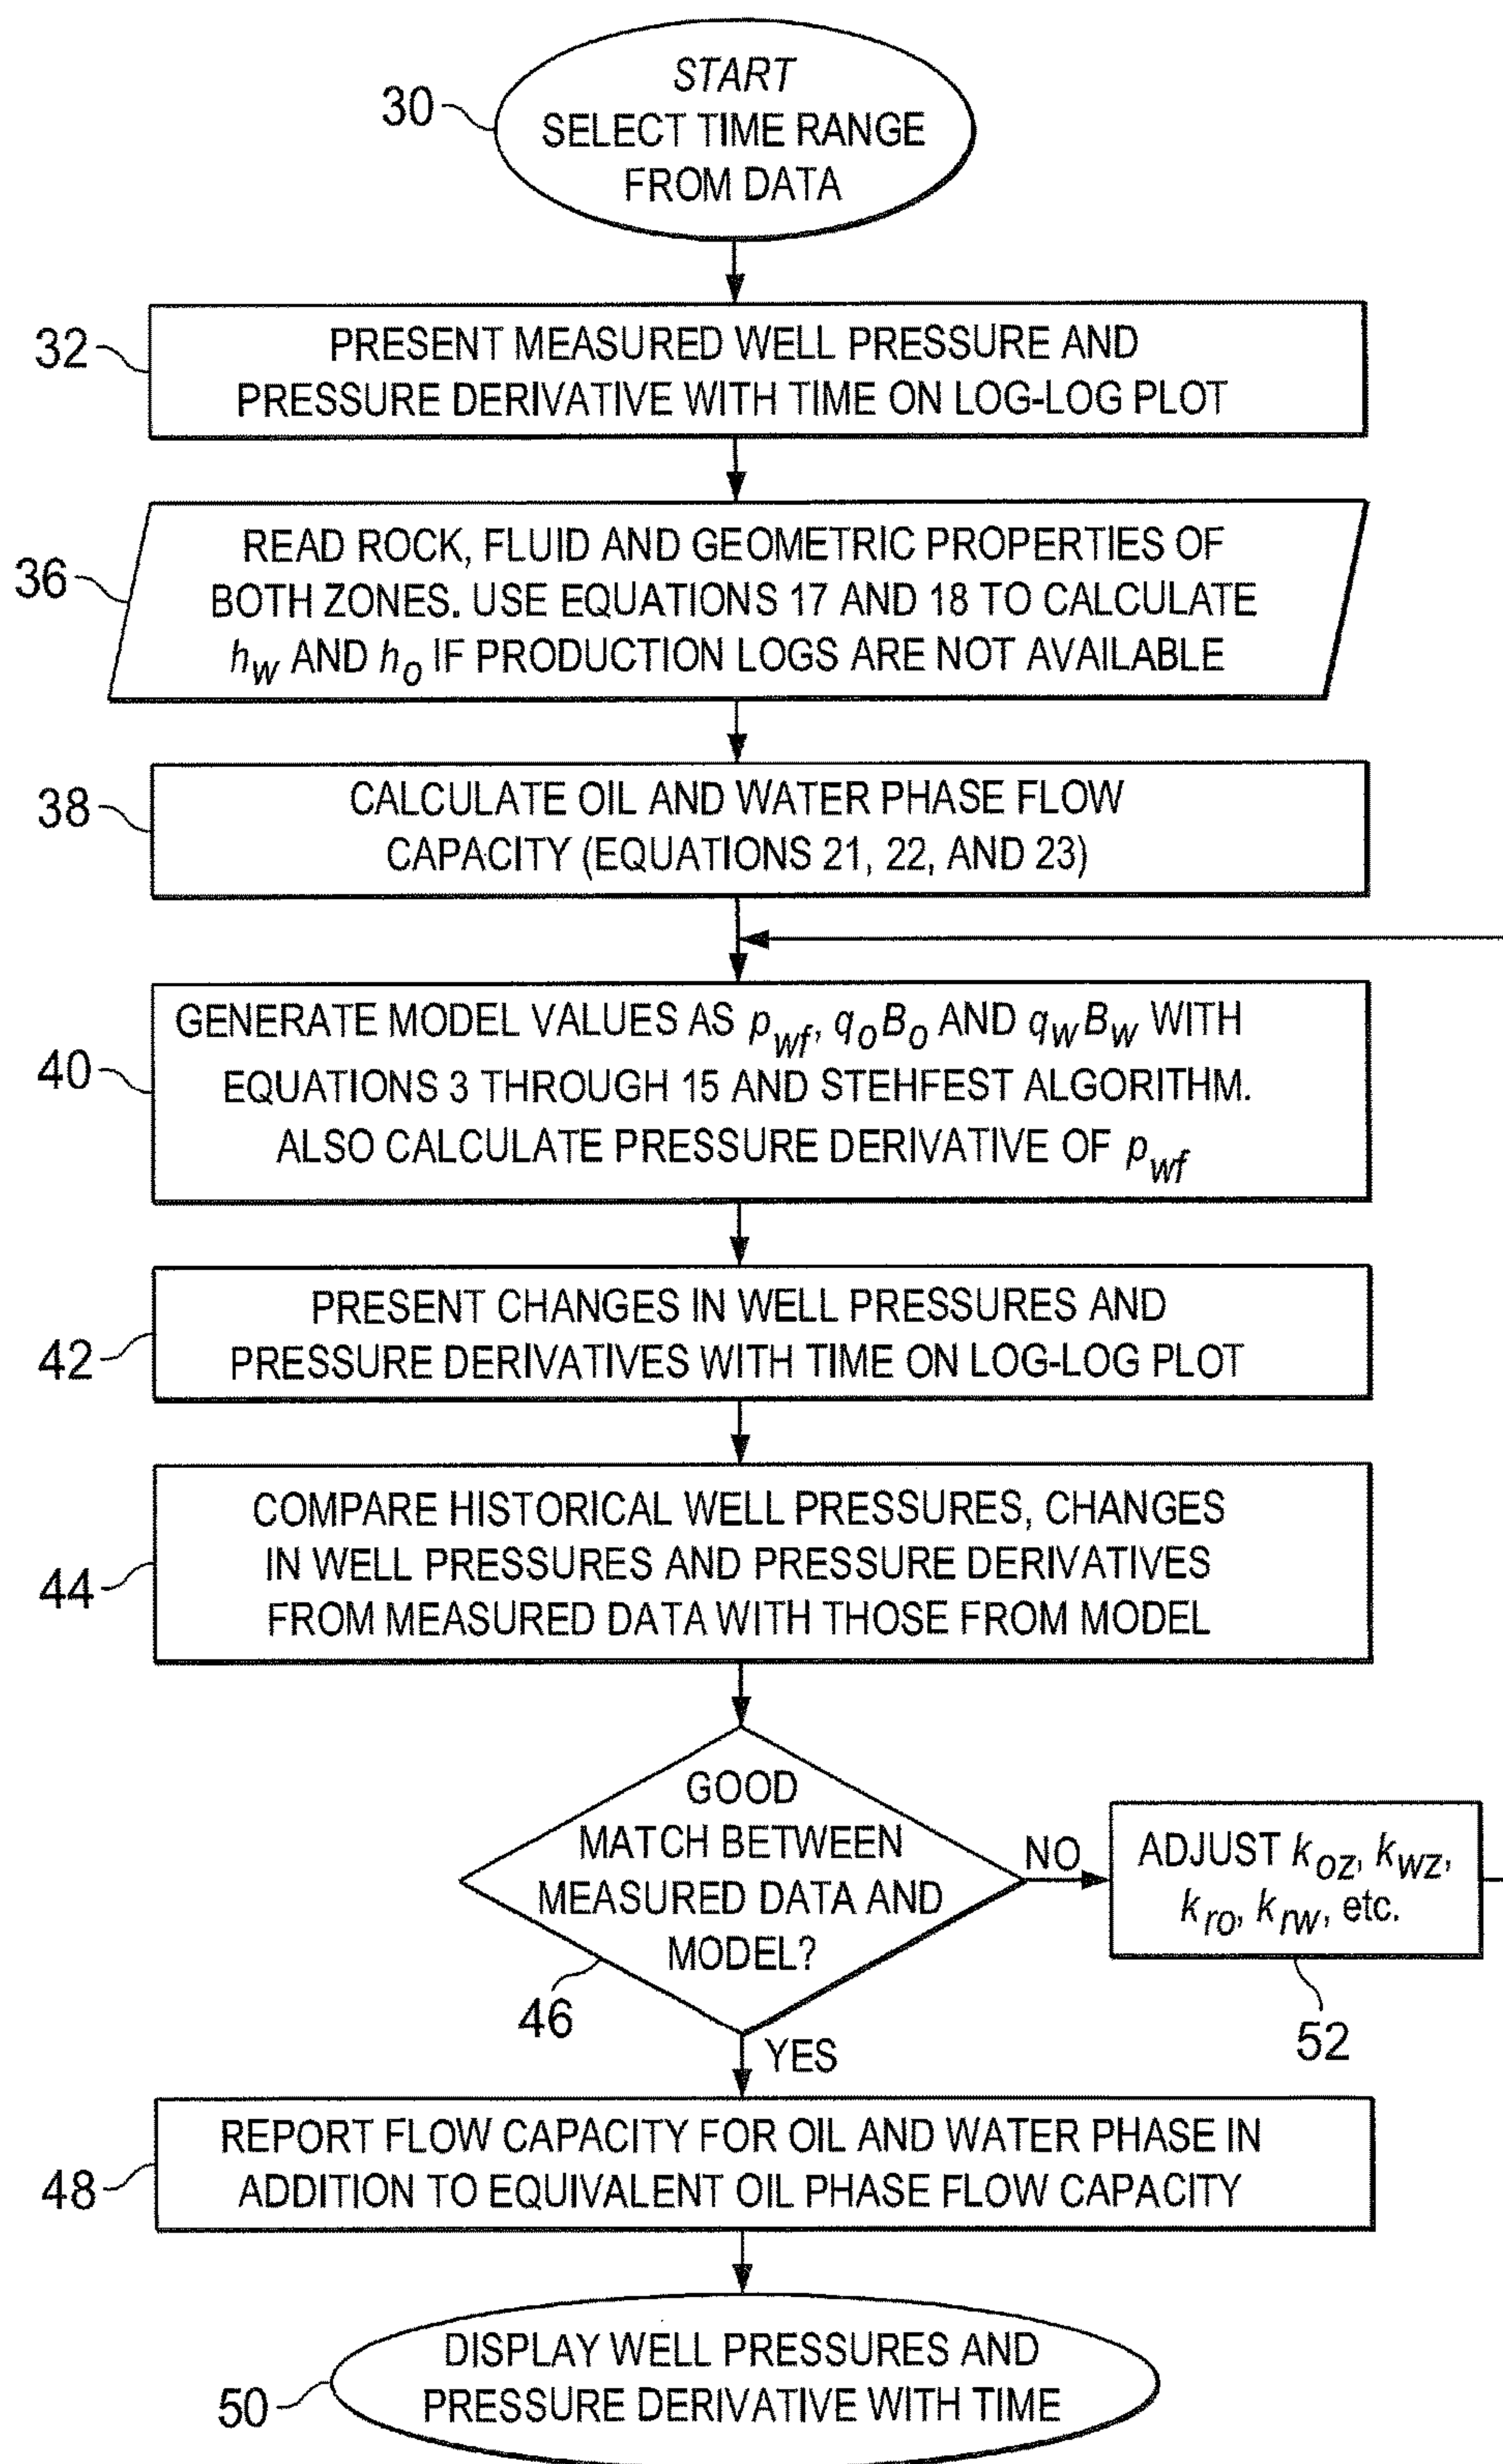 START
30
SELECT TIME RANGE
FROM DATA
32
PRESENT MEASURED WELL PRESSURE AND
PRESSURE DERIVATIVE WITH TIME ON LOG-LOG PLOT
36
READ ROCK, FLUID AND GEOMETRIC PROPERTIES OF
BOTH ZONES. USE EQUATIONS 17 AND 18 TO CALCULATE
hw AND ho IF PRODUCTION LOGS ARE NOT AVAILABLE
38
CALCULATE OIL AND WATER PHASE FLOW
CAPACITY (EQUATIONS 21, 22, AND 23)
40
GENERATE MODEL VALUES AS pwf, qoBo AND qwBw WITH
EQUATIONS 3 THROUGH 15 AND STEHFEST ALGORITHM.
ALSO CALCULATE PRESSURE DERIVATIVE OF pwf
42
PRESENT CHANGES IN WELL PRESSURES AND
PRESSURE DERIVATIVES WITH TIME ON LOG-LOG PLOT
44
COMPARE HISTORICAL WELL PRESSURES, CHANGES
IN WELL PRESSURES AND PRESSURE DERIVATIVES
FROM MEASURED DATA WITH THOSE FROM MODEL
GOOD
MATCH BETWEEN
MEASURED DATA AND
MODEL?
46
NO
ADJUST koz, kwz,
kro, krw, etc.
52
YES
48
REPORT FLOW CAPACITY FOR OIL AND WATER PHASE IN
ADDITION TO EQUIVALENT OIL PHASE FLOW CAPACITY
50
DISPLAY WELL PRESSURES AND
PRESSURE DERIVATIVE WITH TIME